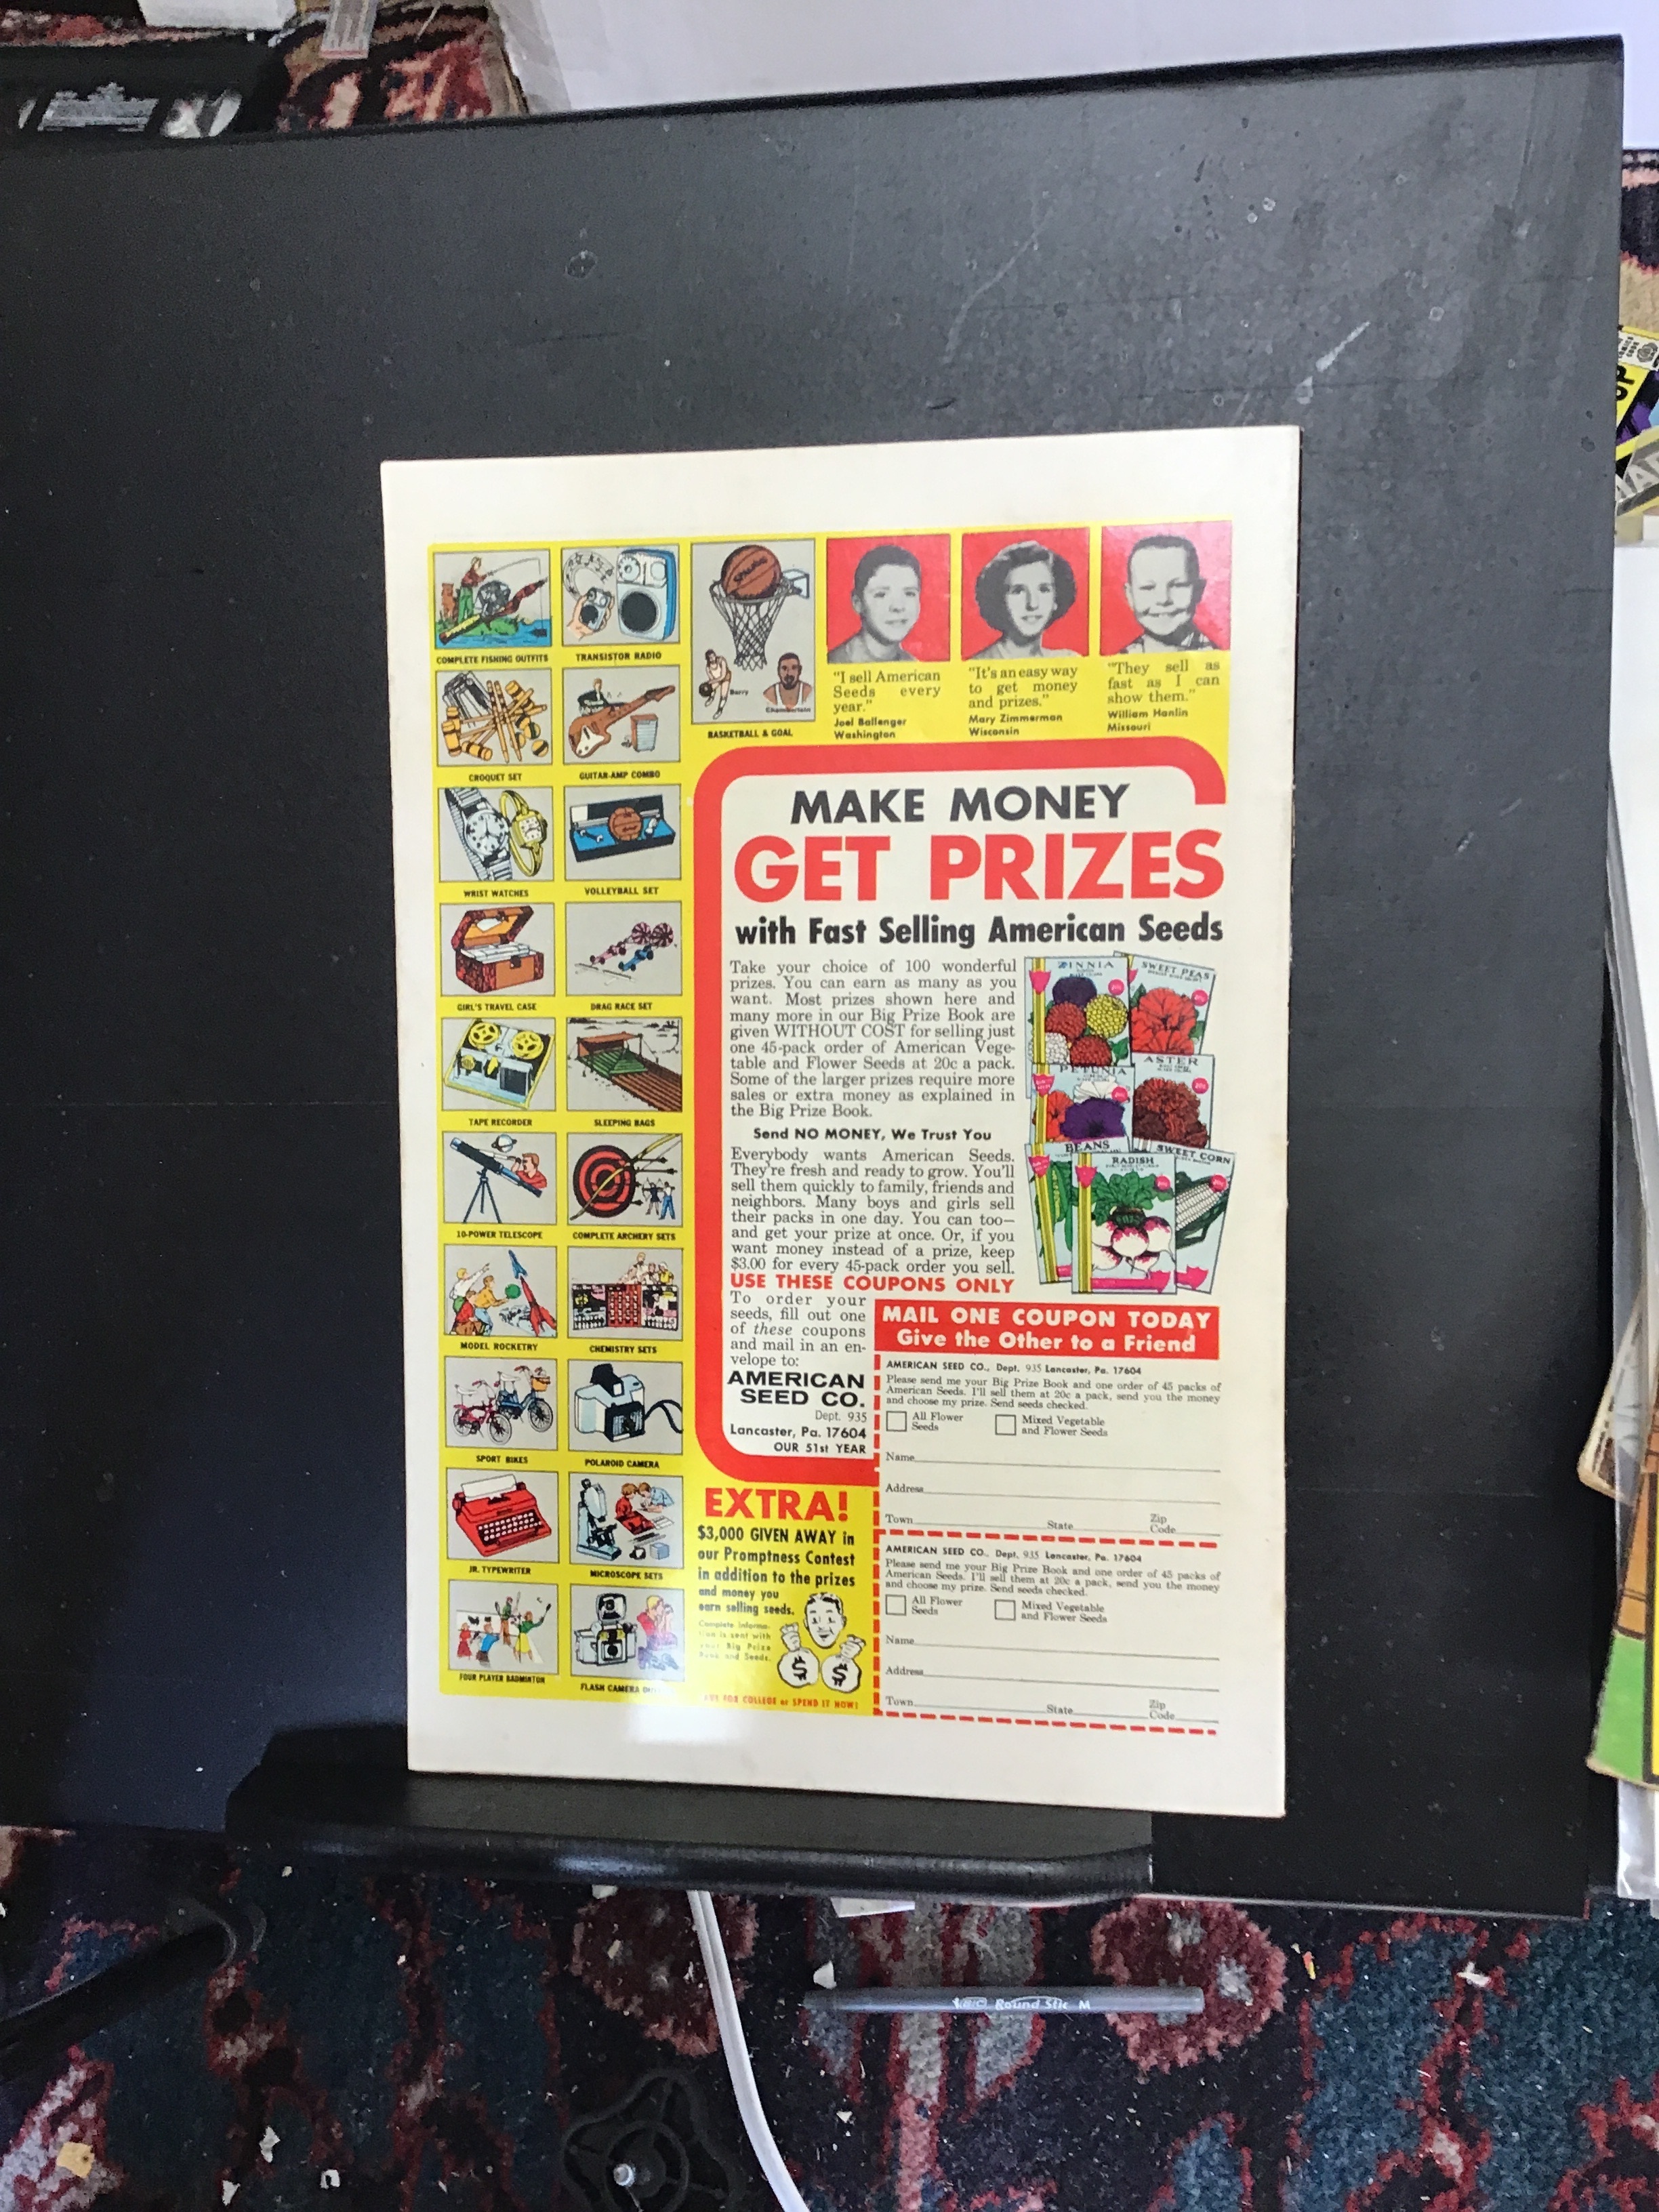 COMPLETE FISHING OUTFITS
TRANSISTOR RADIO
CROQUET SET
GUITAR-AMP COMBO
WRIST WATCHES
VOLLEYBALL SET
GIRL'S TRAVEL CASE
DRAG RACE SET
TAPE RECORDER
SLEEPING BAGS
10-POWER TELESCOPE
COMPLETE ARCHERY SETS
MODEL ROCKETRY
CHEMISTRY SETS
SPORT BIKES
POLAROID CAMERA
JR. TYPEWRITER
MICROSCOPE SETS
FOUR PLAYER BADMINTON
FLASH CAMERA
SPALDING
Barry
Chamberlain
BASKETBALL & GOAL
"I sell American
Seeds every
year."
Joel Ballenger
Washington
"It's an easy way
to get money
and prizes."
Mary Zimmerman
Wisconsin
"They sell as
fast as I can
show them."
William Hanlin
Missouri
MAKE MONEY
GET PRIZES
with Fast Selling American Seeds
Take your choice of 100 wonderful
prizes. You can earn as many as you
want. Most prizes shown here and
many more in our Big Prize Book are
given WITHOUT COST for selling just
one 45-pack order of American Vege-
table and Flower Seeds at 20c a pack.
Some of the larger prizes require more
sales or extra money as explained in
the Big Prize Book.
Send NO MONEY, We Trust You
Everybody wants American Seeds.
They're fresh and ready to grow. You'll
sell them quickly to family, friends and
neighbors. Many boys and girls sell
their packs in one day. You can too—
and get your prize at once. Or, if you
want money instead of a prize, keep
$3.00 for every 45-pack order you sell.
USE THESE COUPONS ONLY
To order your
seeds, fill out one
of these coupons
and mail in an en-
velope to:
AMERICAN
SEED CO.
Dept. 935
Lancaster, Pa. 17604
OUR 51st YEAR
ZINNIA
SWEET PEAS
PETUNIA
ASTER
BEANS
RADISH
SWEET CORN
MAIL ONE COUPON TODAY
Give the Other to a Friend
AMERICAN SEED CO., Dept. 935 Lancaster, Pa. 17604
Please send me your Big Prize Book and one order of 45 packs of
American Seeds. I'll sell them at 20c a pack, send you the money
and choose my prize. Send seeds checked.
All Flower Seeds
Mixed Vegetable and Flower Seeds
Name
Address
Town State Zip Code
AMERICAN SEED CO., Dept. 935 Lancaster, Pa. 17604
Please send me your Big Prize Book and one order of 45 packs of
American Seeds. I'll sell them at 20c a pack, send you the money
and choose my prize. Send seeds checked.
All Flower Seeds
Mixed Vegetable and Flower Seeds
Name
Address
Town State Zip Code
EXTRA!
$3,000 GIVEN AWAY in
our Promptness Contest
in addition to the prizes
and money you
earn selling seeds.
Complete informa-
tion is sent with
your Big Prize
Book and Seeds.
$ $
FOR COLLEGE or SPEND IT NOW!
BIC Round Stic M